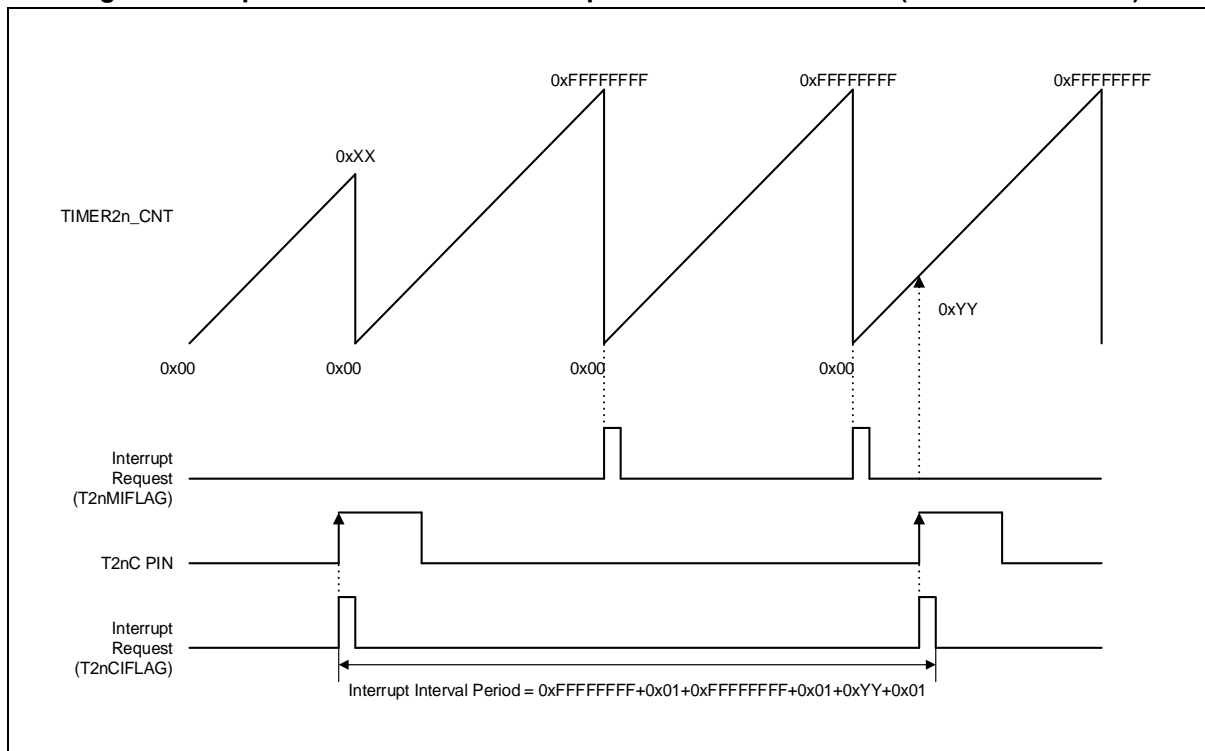 0xFFFFFFFF 0xFFFFFFFF 0xFFFFFFFF
0xXX
TIMER2n_CNT
0xYY
0x00 0x00 0x00 0x00
Interrupt
Request
(T2nMIFLAG)
T2nC PIN
Interrupt
Request
(T2nCIFLAG)
Interrupt Interval Period = 0xFFFFFFFF+0x01+0xFFFFFFFF+0x01+0xYY+0x01